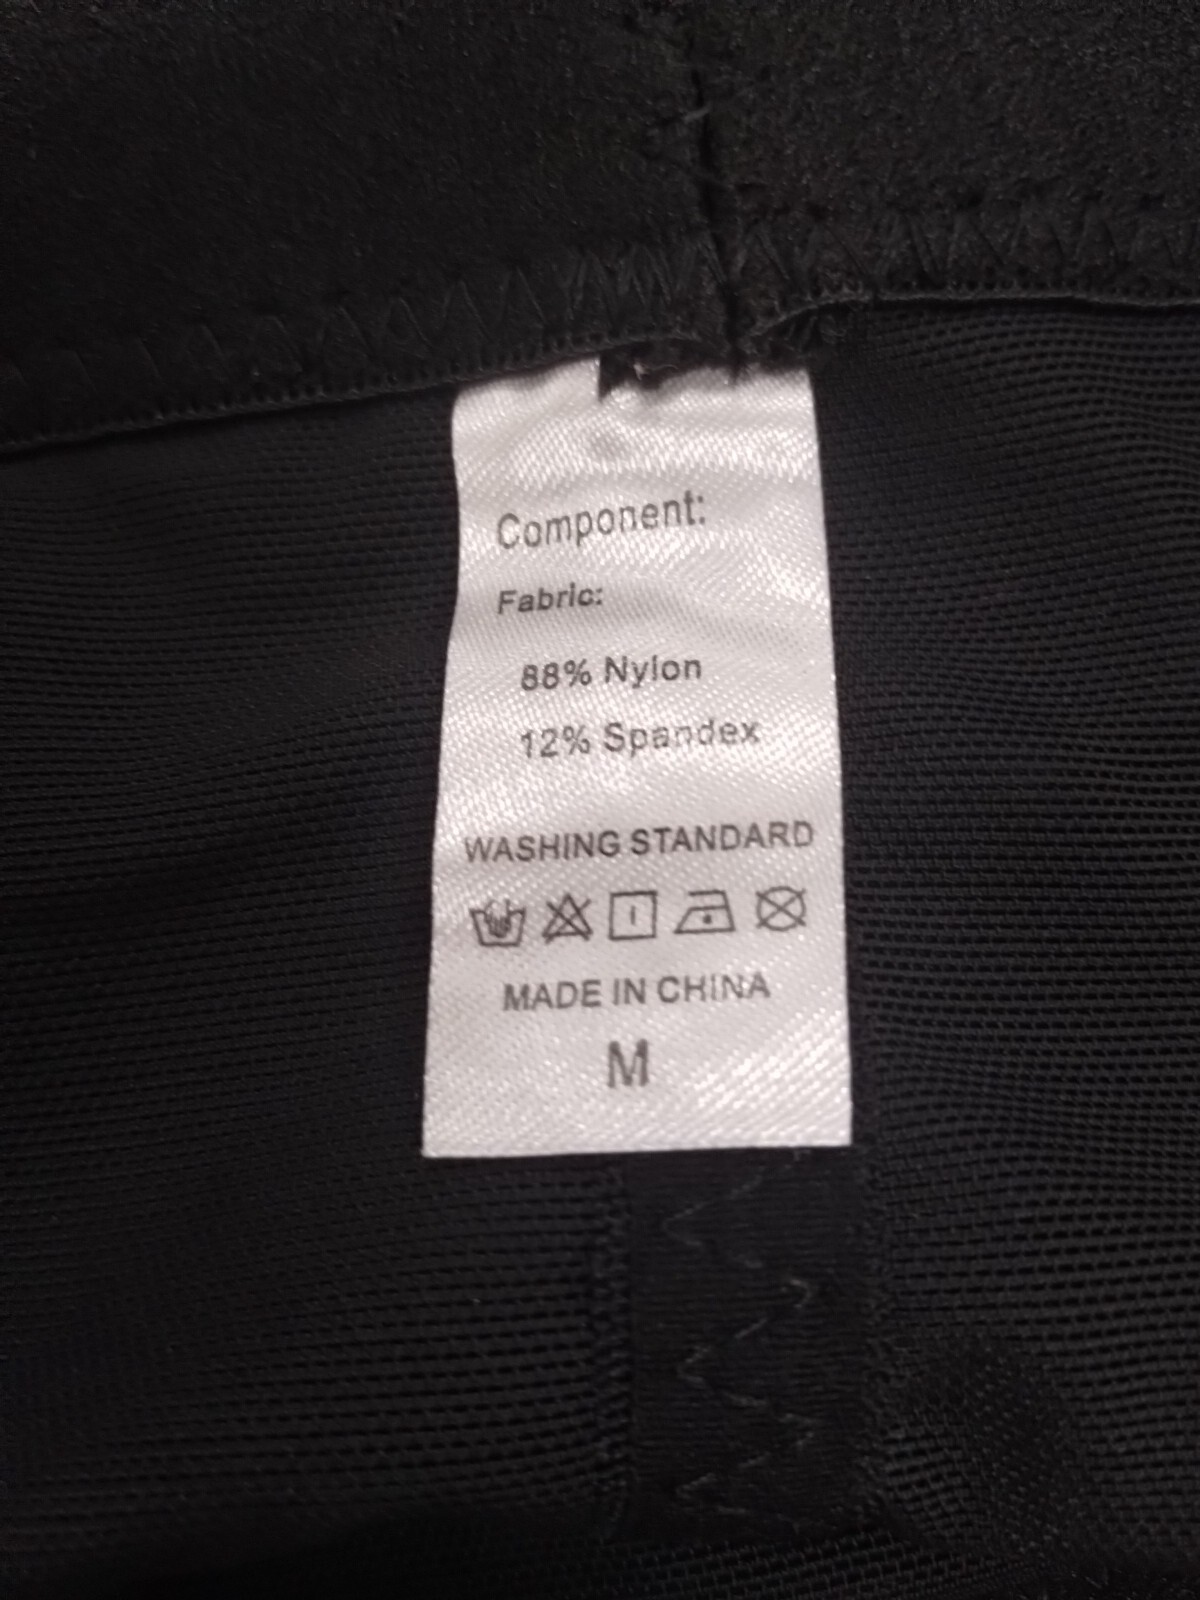 Component:
Fabric:
88% Nylon
12% Spandex
WASHING STANDARD
MADE IN CHINA
M